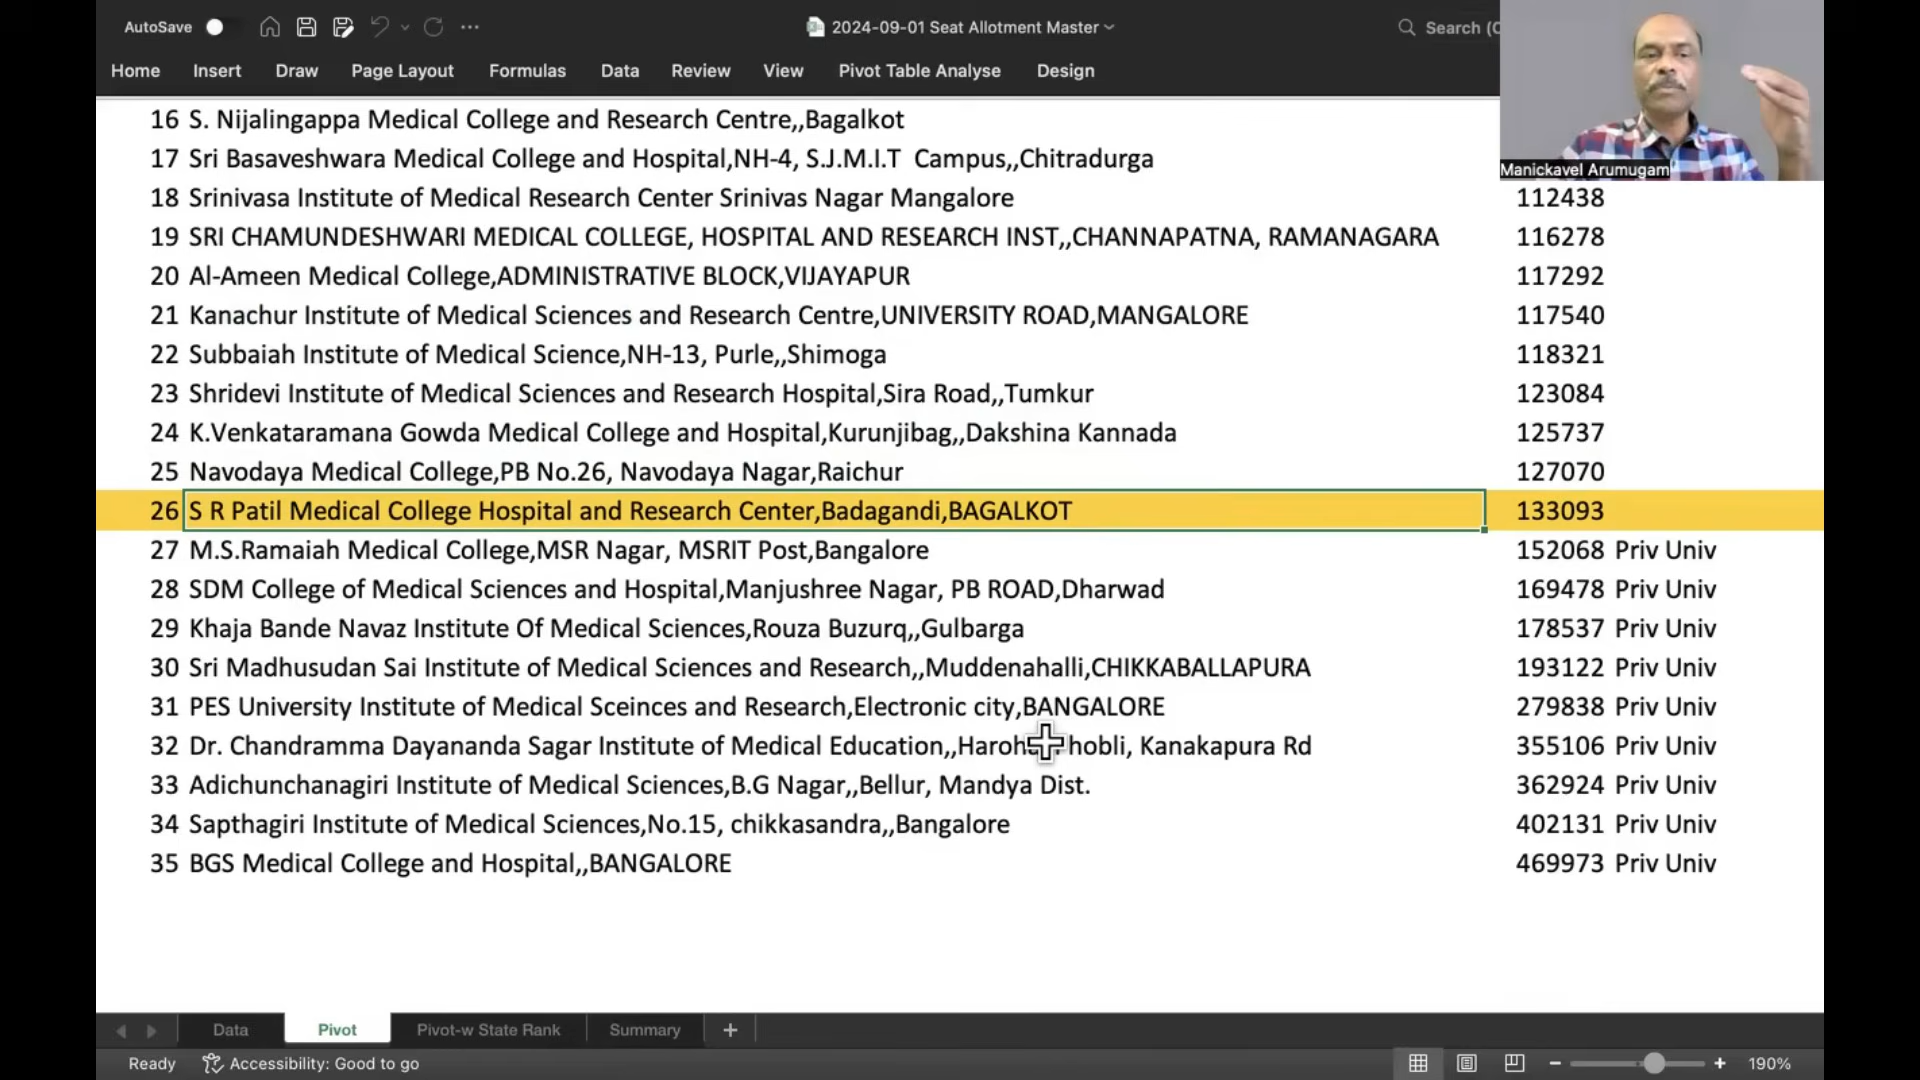 AutoSave
2024-09-01 Seat Allotment Master
Search (C
Home Insert Draw Page Layout Formulas Data Review View Pivot Table Analyse Design
Manickavel Arumugam
16 S. Nijalingappa Medical College and Research Centre,,Bagalkot
17 Sri Basaveshwara Medical College and Hospital,NH-4, S.J.M.I.T Campus,,Chitradurga
18 Srinivasa Institute of Medical Research Center Srinivas Nagar Mangalore 112438
19 SRI CHAMUNDESHWARI MEDICAL COLLEGE, HOSPITAL AND RESEARCH INST,,CHANNAPATNA, RAMANAGARA 116278
20 Al-Ameen Medical College,ADMINISTRATIVE BLOCK,VIJAYAPUR 117292
21 Kanachur Institute of Medical Sciences and Research Centre,UNIVERSITY ROAD,MANGALORE 117540
22 Subbaiah Institute of Medical Science,NH-13, Purle,,Shimoga 118321
23 Shridevi Institute of Medical Sciences and Research Hospital,Sira Road,,Tumkur 123084
24 K.Venkataramana Gowda Medical College and Hospital,Kurunjibag,,Dakshina Kannada 125737
25 Navodaya Medical College,PB No.26, Navodaya Nagar,Raichur 127070
26 S R Patil Medical College Hospital and Research Center,Badagandi,BAGALKOT 133093
27 M.S.Ramaiah Medical College,MSR Nagar, MSRIT Post,Bangalore 152068 Priv Univ
28 SDM College of Medical Sciences and Hospital,Manjushree Nagar, PB ROAD,Dharwad 169478 Priv Univ
29 Khaja Bande Navaz Institute Of Medical Sciences,Rouza Buzurq,,Gulbarga 178537 Priv Univ
30 Sri Madhusudan Sai Institute of Medical Sciences and Research,,Muddenahalli,CHIKKABALLAPURA 193122 Priv Univ
31 PES University Institute of Medical Sceinces and Research,Electronic city,BANGALORE 279838 Priv Univ
32 Dr. Chandramma Dayananda Sagar Institute of Medical Education,, hobli, Kanakapura Rd 355106 Priv Univ
33 Adichunchanagiri Institute of Medical Sciences,B.G Nagar,,Bellur, Mandya Dist. 362924 Priv Univ
34 Sapthagiri Institute of Medical Sciences,No.15, chikkasandra,,Bangalore 402131 Priv Univ
35 BGS Medical College and Hospital,,BANGALORE 469973 Priv Univ
Data Pivot Pivot-w State Rank Summary
Ready Accessibility: Good to go 190%